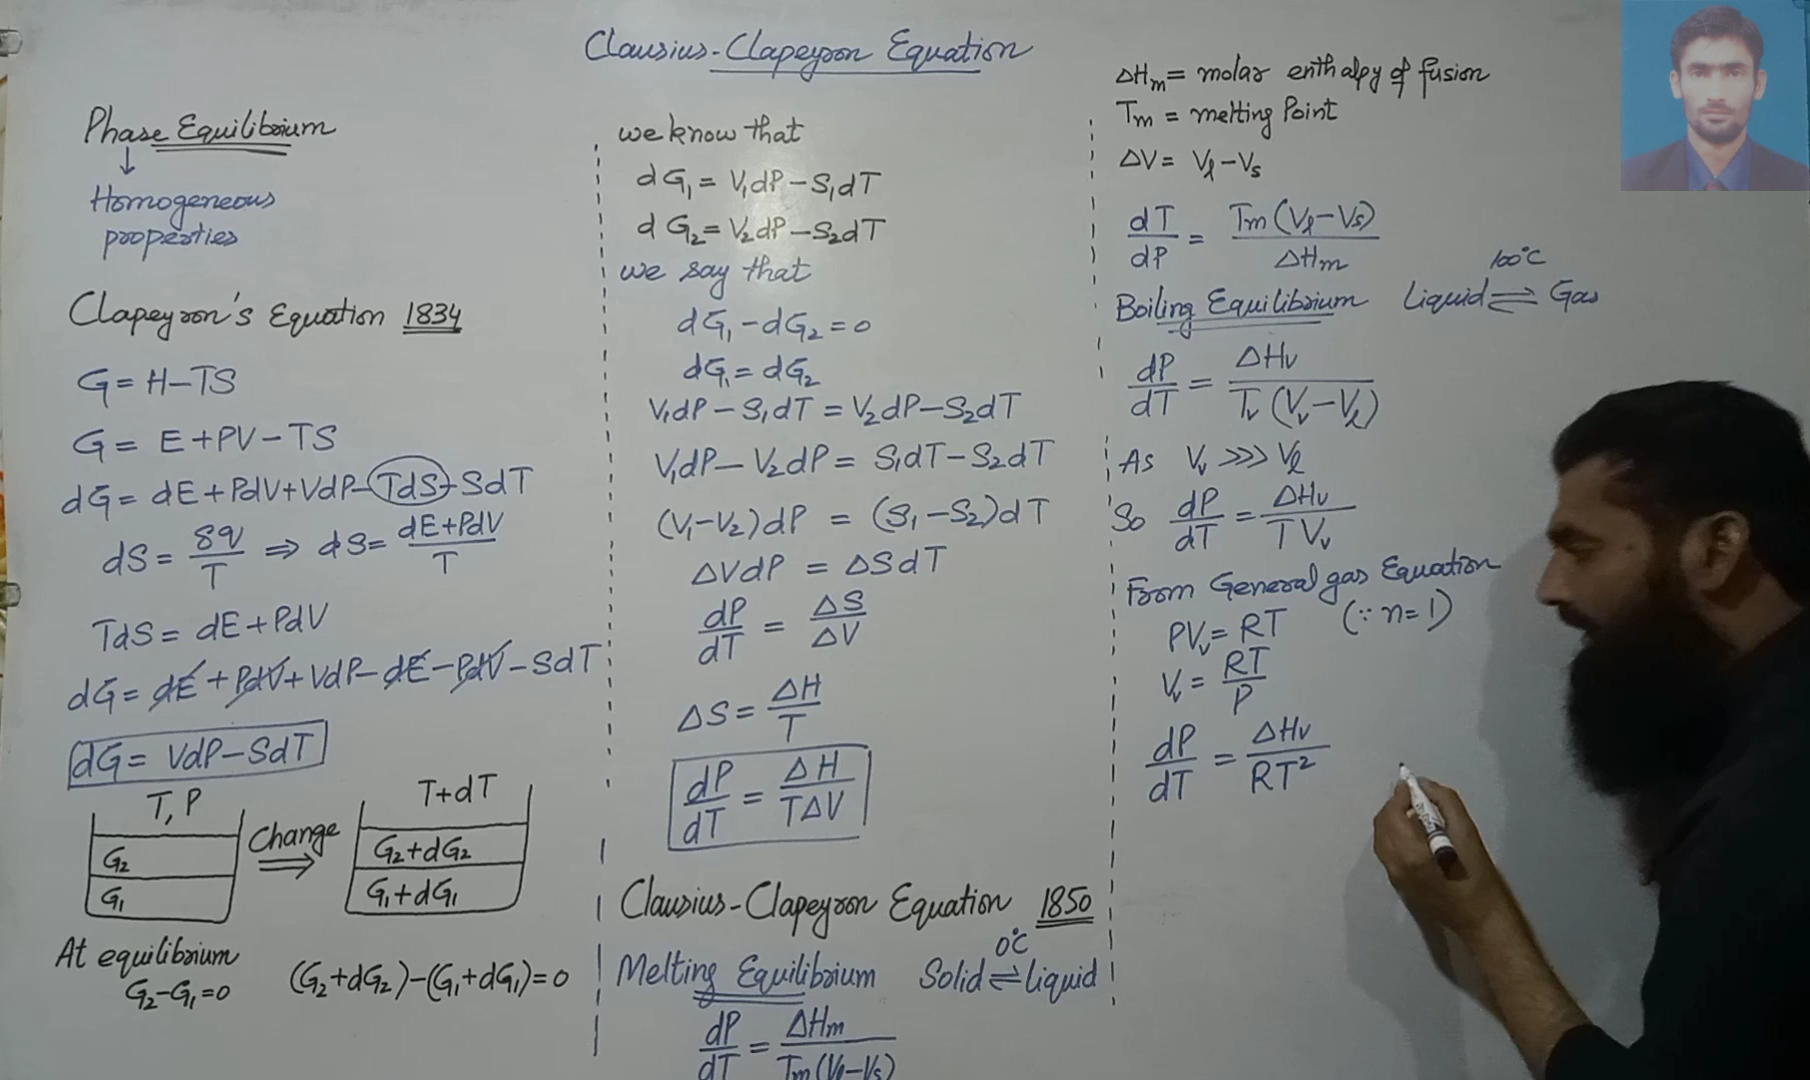 Clausius-Clapeyron Equation
Phase Equilibrium
↓
Homogeneous
properties
Clapeyron's Equation 1834
G = H-TS
G = E+PV-TS
dG = dE+PdV+VdP-TdS-SdT
dS = δq/T ⇒ dS = dE+PdV/T
TdS = dE+PdV
dG = dE+PdV+VdP-dE-PdV-SdT
dG = VdP-SdT
T, P
G₂
G₁
Change
⇒
T+dT
G₂+dG₂
G₁+dG₁
At equilibrium
G₂-G₁=0
(G₂+dG₂)-(G₁+dG₁)=0
we know that
dG₁ = V₁dP-S₁dT
dG₂ = V₂dP-S₂dT
we say that
dG₁-dG₂=0
dG₁=dG₂
V₁dP-S₁dT = V₂dP-S₂dT
V₁dP-V₂dP = S₁dT-S₂dT
(V₁-V₂)dP = (S₁-S₂)dT
ΔVdP = ΔSdT
dP/dT = ΔS/ΔV
ΔS = ΔH/T
dP/dT = ΔH/TΔV
Clausius-Clapeyron Equation 1850
Melting Equilibrium Solid ⇌ liquid
0°C
dP/dT = ΔHm/Tm(Vl-Vs)
ΔHm = molar enthalpy of fusion
Tm = melting Point
ΔV = Vl-Vs
dT/dP = Tm(Vl-Vs)/ΔHm
Boiling Equilibrium Liquid ⇌ Gas
100°C
dP/dT = ΔHv/Tv(Vv-Vl)
As Vv >>> Vl
So dP/dT = ΔHv/TVv
From General gas Equation
PVv = RT (∵ n=1)
Vv = RT/P
dP/dT = ΔHv/RT²